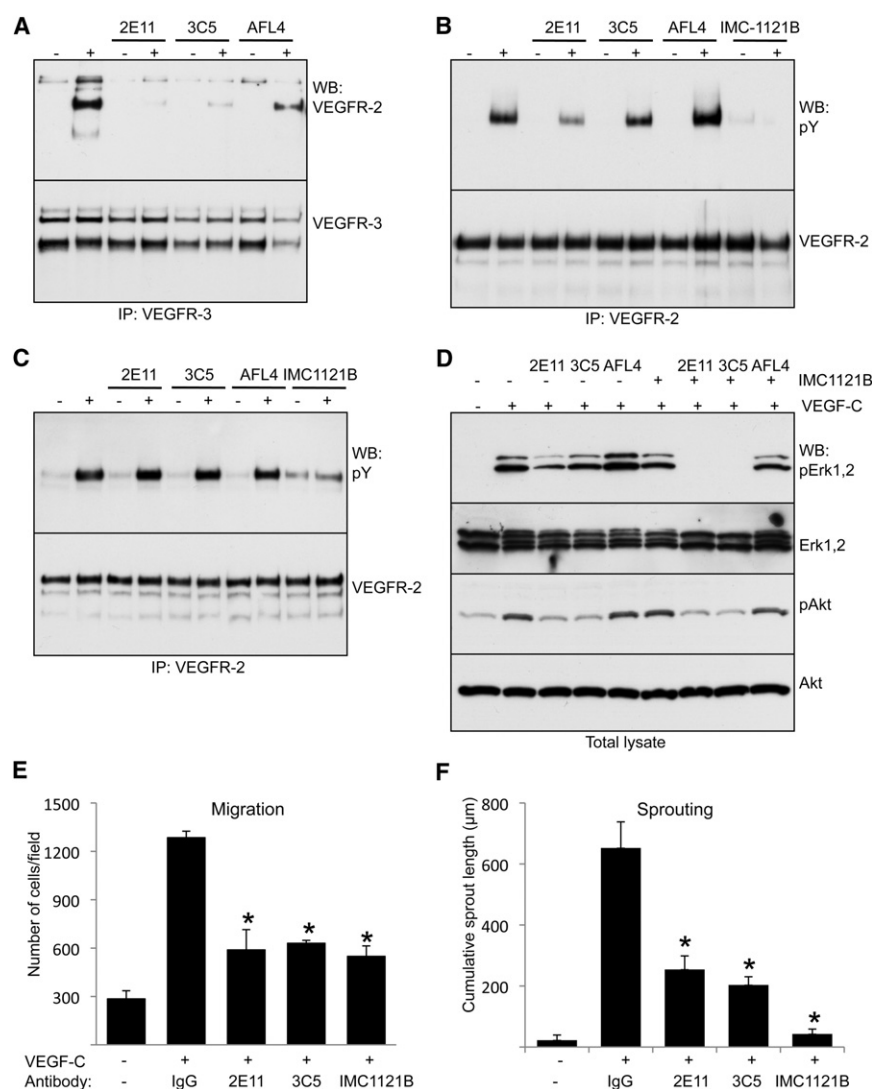 A
2E11 3C5 AFL4
- + - + - + - +
WB:
VEGFR-2
VEGFR-3
IP: VEGFR-3
B
2E11 3C5 AFL4 IMC-1121B
- + - + - + - + - +
WB:
pY
VEGFR-2
IP: VEGFR-2
C
2E11 3C5 AFL4 IMC1121B
- + - + - + - + - +
WB:
pY
VEGFR-2
IP: VEGFR-2
D
2E11 3C5 AFL4 2E11 3C5 AFL4
- - - - - + + + + IMC1121B
- + + + + + + + + VEGF-C
WB:
pErk1,2
Erk1,2
pAkt
Akt
Total lysate
E
Migration
Number of cells/field
1500
1300
900
600
300
VEGF-C - + + + +
Antibody: - IgG 2E11 3C5 IMC1121B
* * *
F
Sprouting
Cumulative sprout length (µm)
800
600
400
200
* * *
- + + + +
- IgG 2E11 3C5 IMC1121B